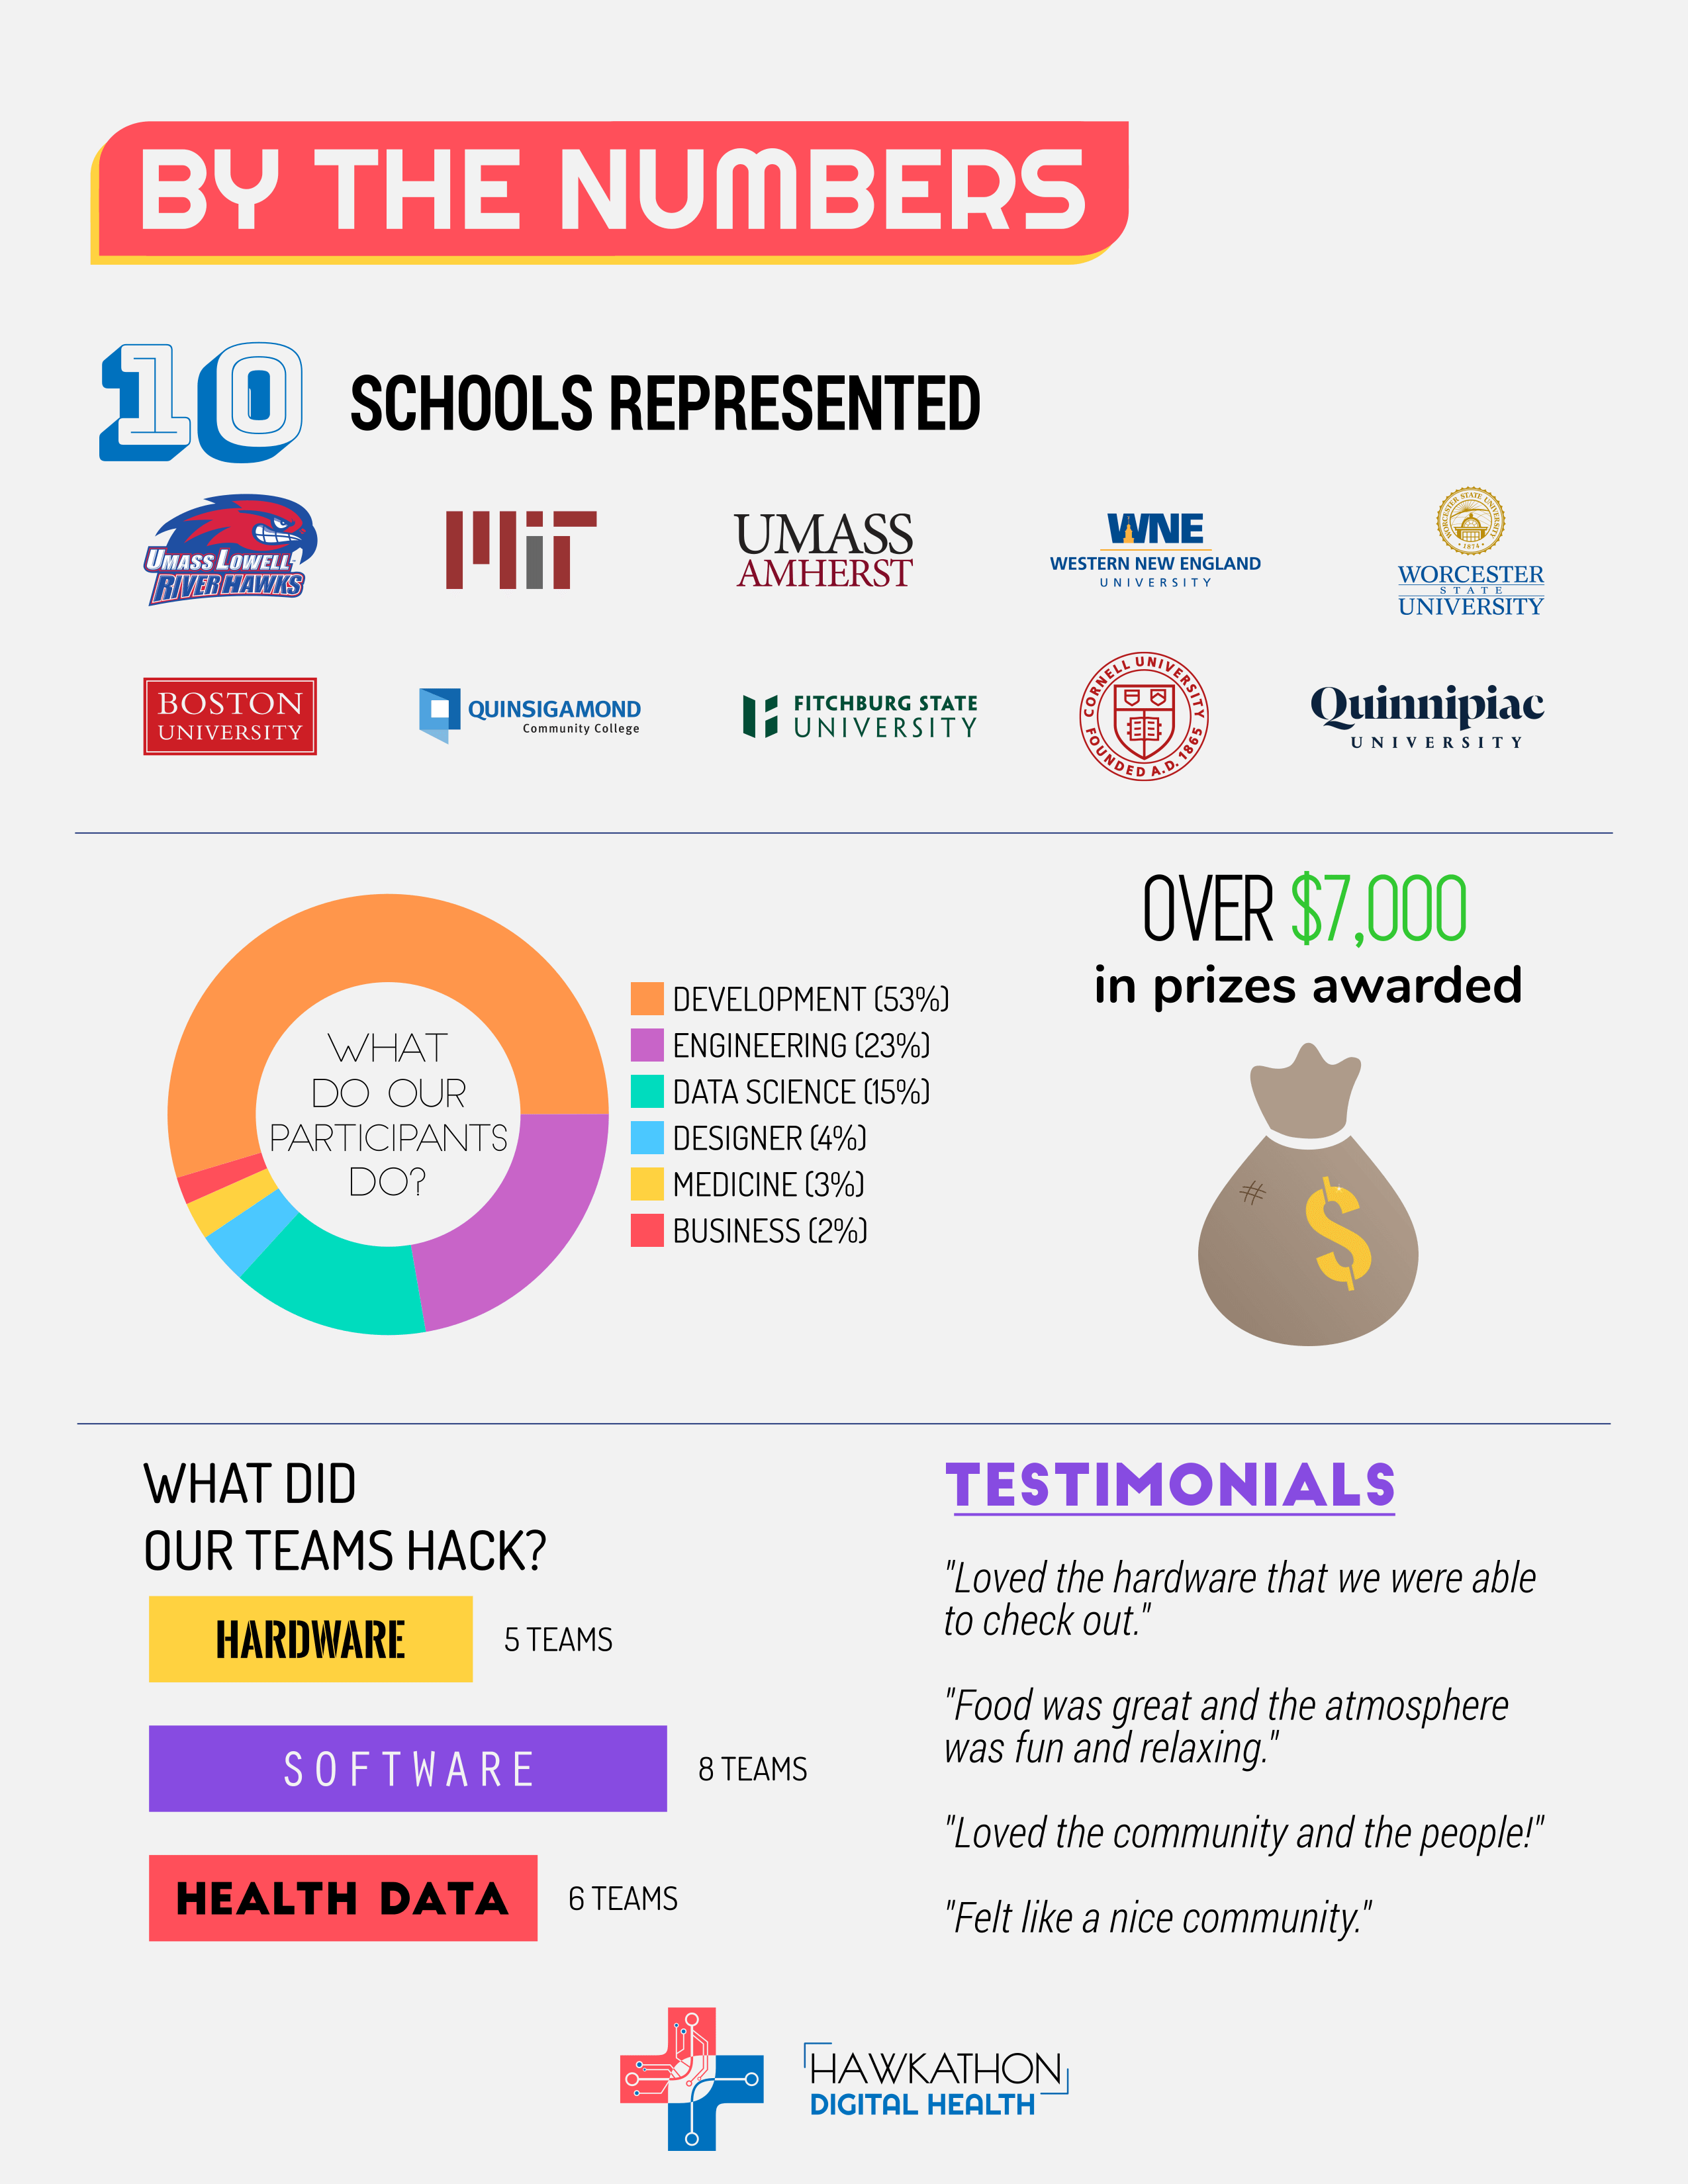 BY THE NUMBERS
10
SCHOOLS REPRESENTED
UMASS LOWELL
RIVER HAWKS
MIT
UMASS
AMHERST
WNE
WESTERN NEW ENGLAND
UNIVERSITY
WORCESTER STATE UNIVERSITY
• 1874 •
WORCESTER
STATE
UNIVERSITY
BOSTON
UNIVERSITY
QUINSIGAMOND
Community College
FITCHBURG STATE
UNIVERSITY
CORNELL UNIVERSITY
FOUNDED A.D. 1865
Quinnipiac
UNIVERSITY
WHAT
DO OUR
PARTICIPANTS
DO?
DEVELOPMENT (53%)
ENGINEERING (23%)
DATA SCIENCE (15%)
DESIGNER (4%)
MEDICINE (3%)
BUSINESS (2%)
OVER $7,000
in prizes awarded
$
WHAT DID
OUR TEAMS HACK?
HARDWARE
5 TEAMS
SOFTWARE
8 TEAMS
HEALTH DATA
6 TEAMS
TESTIMONIALS
"Loved the hardware that we were able
to check out."
"Food was great and the atmosphere
was fun and relaxing."
"Loved the community and the people!"
"Felt like a nice community."
HAWKATHON
DIGITAL HEALTH